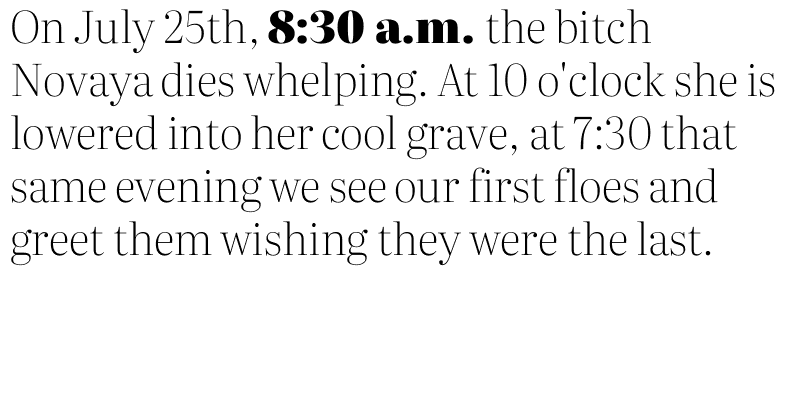 On July 25th, 8:30 a.m. the bitch
Novaya dies whelping. At 10 o'clock she is
lowered into her cool grave, at 7:30 that
same evening we see our first floes and
greet them wishing they were the last.